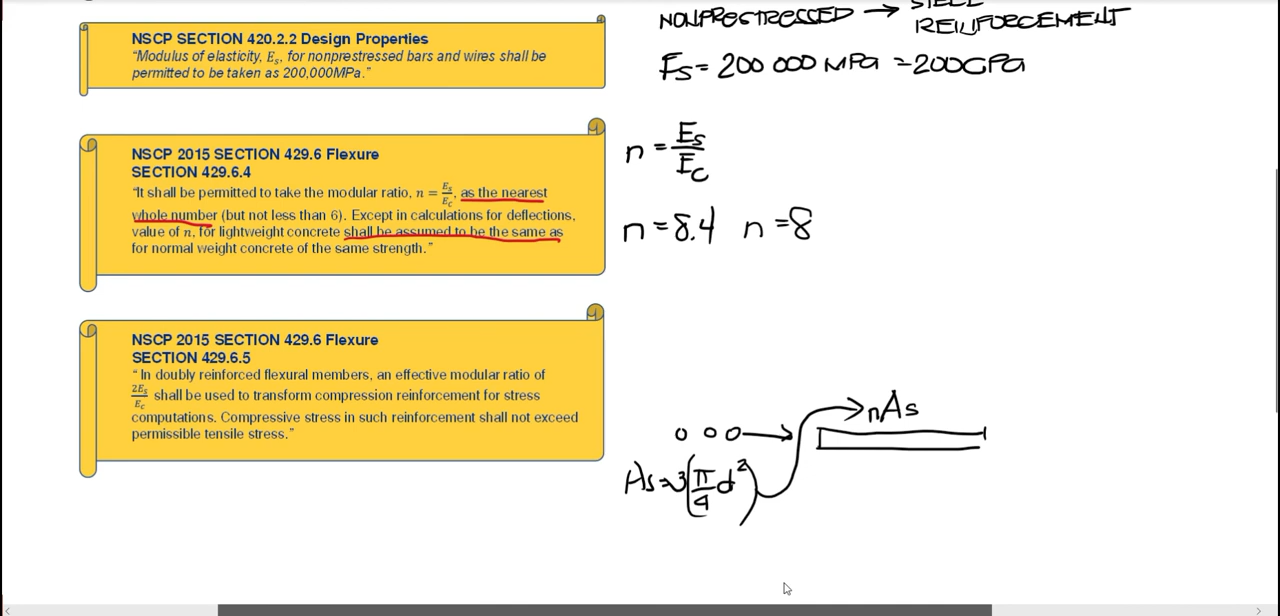 NSCP SECTION 420.2.2 Design Properties
“Modulus of elasticity, Es, for nonprestressed bars and wires shall be
permitted to be taken as 200,000MPa.”
NONPRESTRESSED → STEEL
REINFORCEMENT
Es = 200 000 MPa = 200GPa
NSCP 2015 SECTION 429.6 Flexure
SECTION 429.6.4
“It shall be permitted to take the modular ratio, n = Es/Ec, as the nearest
whole number (but not less than 6). Except in calculations for deflections,
value of n, for lightweight concrete shall be assumed to be the same as
for normal weight concrete of the same strength.”
n = Es/Ec
n = 8.4 n = 8
NSCP 2015 SECTION 429.6 Flexure
SECTION 429.6.5
“ In doubly reinforced flexural members, an effective modular ratio of
2Es/Ec shall be used to transform compression reinforcement for stress
computations. Compressive stress in such reinforcement shall not exceed
permissible tensile stress.”
nAs
As = 3(π/4 d²)